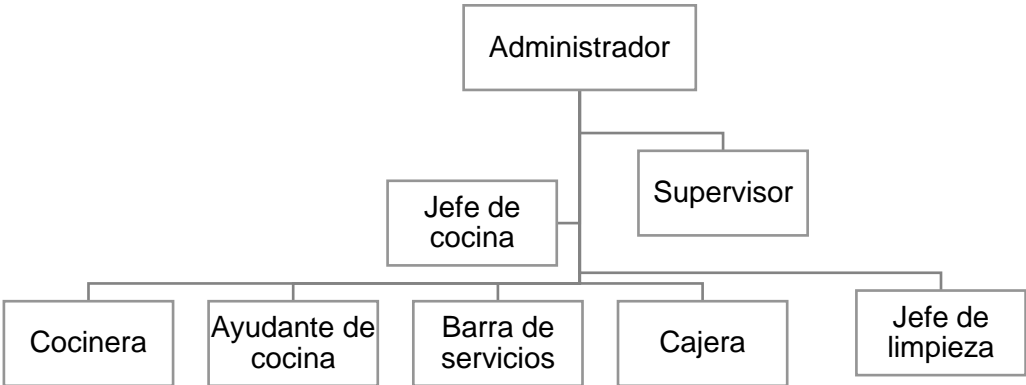 Administrador
Supervisor
Jefe de
cocina
Cocinera
Ayudante de
cocina
Barra de
servicios
Cajera
Jefe de
limpieza